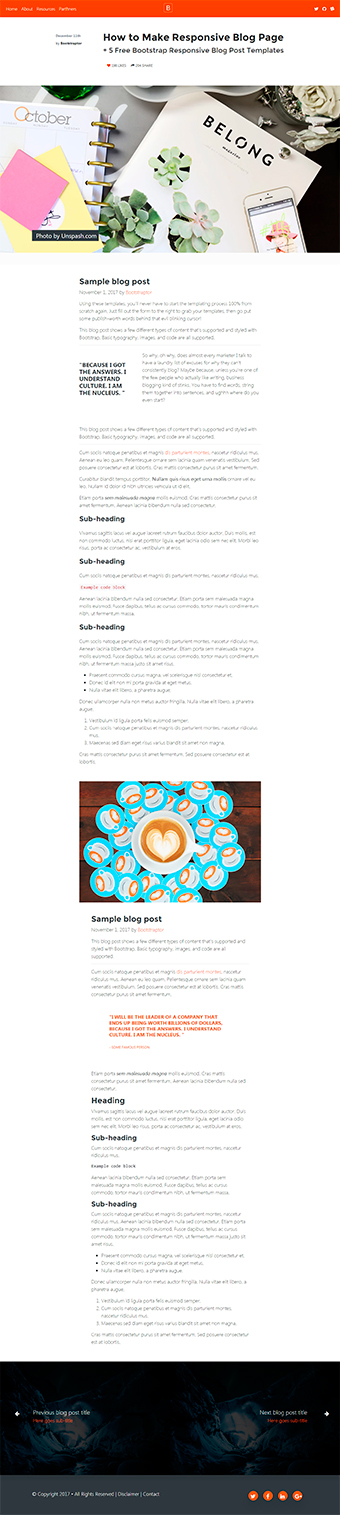 Home About Resources Partners
B
December 11th
by Bootstraptor
How to Make Responsive Blog Page
+ 5 Free Bootstrap Responsive Blog Post Templates
LIKES SHARE
October
BELONG
magazine
Photo by Unspash.com
Sample blog post
November 1, 2017 by Bootstraptor
Using these templates, you'll never have to start the templating process 100% from
scratch again. Just fill out the form to the right to grab your templates, then go put
some publish-worth words behind that evil blinking cursor!
This blog post shows a few different types of content that's supported and styled with
Bootstrap. Basic typography, images, and code are all supported.
"BECAUSE I GOT
THE ANSWERS. I
UNDERSTAND
CULTURE. I AM
THE NUCLEUS. "
So why, oh why, does almost every marketer I talk to
have a laundry list of excuses for why they can't
consistently blog? Maybe because, unless you're one of
the few people who actually like writing, business
blogging kind of stinks. You have to find words, string
them together into sentences, and ughhh where do you
even start?
This blog post shows a few different types of content that's supported and styled with
Bootstrap. Basic typography, images, and code are all supported.
Cum sociis natoque penatibus et magnis dis parturient montes, nascetur ridiculus mus.
Aenean eu leo quam. Pellentesque ornare sem lacinia quam venenatis vestibulum. Sed
posuere consectetur est at lobortis. Cras mattis consectetur purus sit amet fermentum.
Curabitur blandit tempus porttitor. Nullam quis risus eget urna mollis ornare vel eu
leo. Nullam id dolor id nibh ultricies vehicula ut id elit.
Etiam porta sem malesuada magna mollis euismod. Cras mattis consectetur purus sit
amet fermentum. Aenean lacinia bibendum nulla sed consectetur.
Sub-heading
Vivamus sagittis lacus vel augue laoreet rutrum faucibus dolor auctor. Duis mollis, est
non commodo luctus, nisi erat porttitor ligula, eget lacinia odio sem nec elit. Morbi leo
risus, porta ac consectetur ac, vestibulum at eros.
Sub-heading
Cum sociis natoque penatibus et magnis dis parturient montes, nascetur ridiculus mus.
Example code block
Aenean lacinia bibendum nulla sed consectetur. Etiam porta sem malesuada magna
mollis euismod. Fusce dapibus, tellus ac cursus commodo, tortor mauris condimentum
nibh, ut fermentum massa.
Sub-heading
Cum sociis natoque penatibus et magnis dis parturient montes, nascetur ridiculus mus.
Aenean lacinia bibendum nulla sed consectetur. Etiam porta sem malesuada magna
mollis euismod. Fusce dapibus, tellus ac cursus commodo, tortor mauris condimentum
nibh, ut fermentum massa justo sit amet risus.
Praesent commodo cursus magna, vel scelerisque nisl consectetur et.
Donec id elit non mi porta gravida at eget metus.
Nulla vitae elit libero, a pharetra augue.
Donec ullamcorper nulla non metus auctor fringilla. Nulla vitae elit libero, a pharetra
augue.
1. Vestibulum id ligula porta felis euismod semper.
2. Cum sociis natoque penatibus et magnis dis parturient montes, nascetur ridiculus
mus.
3. Maecenas sed diam eget risus varius blandit sit amet non magna.
Cras mattis consectetur purus sit amet fermentum. Sed posuere consectetur est at
lobortis.
Sample blog post
November 1, 2017 by Bootstraptor
This blog post shows a few different types of content that's supported and
styled with Bootstrap. Basic typography, images, and code are all
supported.
Cum sociis natoque penatibus et magnis dis parturient montes, nascetur
ridiculus mus. Aenean eu leo quam. Pellentesque ornare sem lacinia quam
venenatis vestibulum. Sed posuere consectetur est at lobortis. Cras mattis
consectetur purus sit amet fermentum.
"I WILL BE THE LEADER OF A COMPANY THAT
ENDS UP BEING WORTH BILLIONS OF DOLLARS,
BECAUSE I GOT THE ANSWERS. I UNDERSTAND
CULTURE. I AM THE NUCLEUS. "
- SOME FAMOUS PERSON
Etiam porta sem malesuada magna mollis euismod. Cras mattis
consectetur purus sit amet fermentum. Aenean lacinia bibendum nulla sed
consectetur.
Heading
Vivamus sagittis lacus vel augue laoreet rutrum faucibus dolor auctor. Duis
mollis, est non commodo luctus, nisi erat porttitor ligula, eget lacinia odio
sem nec elit. Morbi leo risus, porta ac consectetur ac, vestibulum at eros.
Sub-heading
Cum sociis natoque penatibus et magnis dis parturient montes, nascetur
ridiculus mus.
Example code block
Aenean lacinia bibendum nulla sed consectetur. Etiam porta sem
malesuada magna mollis euismod. Fusce dapibus, tellus ac cursus
commodo, tortor mauris condimentum nibh, ut fermentum massa.
Sub-heading
Cum sociis natoque penatibus et magnis dis parturient montes, nascetur
ridiculus mus. Aenean lacinia bibendum nulla sed consectetur. Etiam porta
sem malesuada magna mollis euismod. Fusce dapibus, tellus ac cursus
commodo, tortor mauris condimentum nibh, ut fermentum massa justo sit
amet risus.
Praesent commodo cursus magna, vel scelerisque nisl consectetur et.
Donec id elit non mi porta gravida at eget metus.
Nulla vitae elit libero, a pharetra augue.
Donec ullamcorper nulla non metus auctor fringilla. Nulla vitae elit libero, a
pharetra augue.
1. Vestibulum id ligula porta felis euismod semper.
2. Cum sociis natoque penatibus et magnis dis parturient montes,
nascetur ridiculus mus.
3. Maecenas sed diam eget risus varius blandit sit amet non magna.
Cras mattis consectetur purus sit amet fermentum. Sed posuere consectetur
est at lobortis.
Previous blog post title
Here goes sub-title
Next blog post title
Here goes sub-title
© Copyright 2017 • All Rights Reserved | Disclaimer | Contact